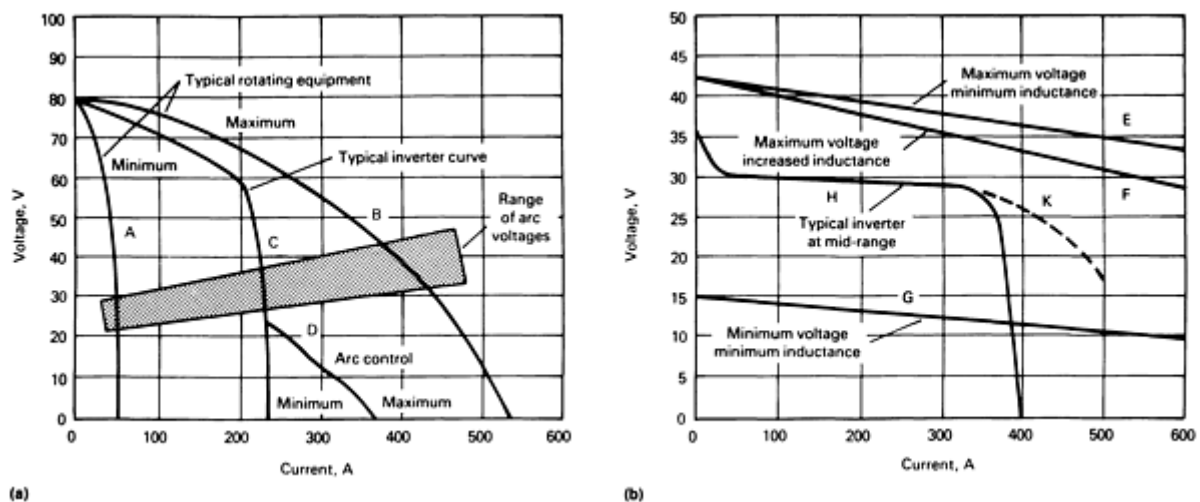 100
90
80
70
60
50
40
30
20
10
0
Voltage, V
Typical rotating equipment
Maximum
Minimum
Typical inverter curve
A
B
C
D
Range
of arc
voltages
Arc control
Minimum
Maximum
0
100
200
300
400
500
600
Current, A
(a)
50
45
40
35
30
25
20
15
10
5
0
Voltage, V
Maximum voltage
minimum inductance
E
Maximum voltage
increased inductance
F
H
K
Typical inverter
at mid-range
G
Minimum voltage
minimum inductance
0
100
200
300
400
500
600
Current, A
(b)